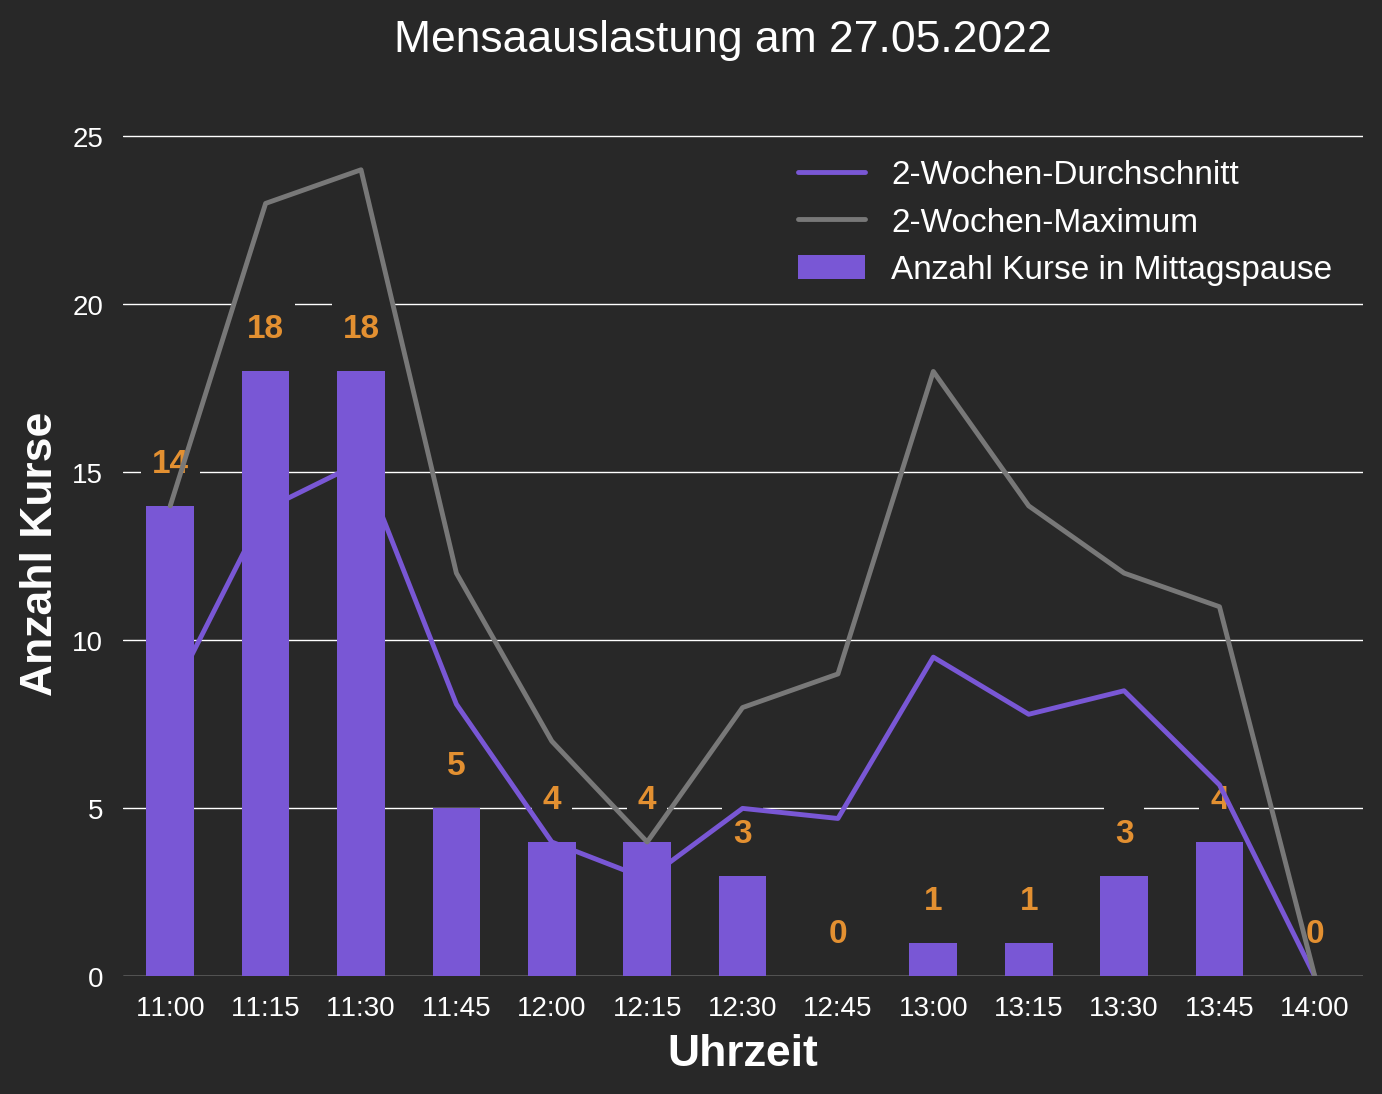 Mensaauslastung am 27.05.2022
25
20
15
10
5
0
Anzahl Kurse
2-Wochen-Durchschnitt
2-Wochen-Maximum
Anzahl Kurse in Mittagspause
14
18
18
5
4
4
3
0
1
1
3
4
0
11:00 11:15 11:30 11:45 12:00 12:15 12:30 12:45 13:00 13:15 13:30 13:45 14:00
Uhrzeit